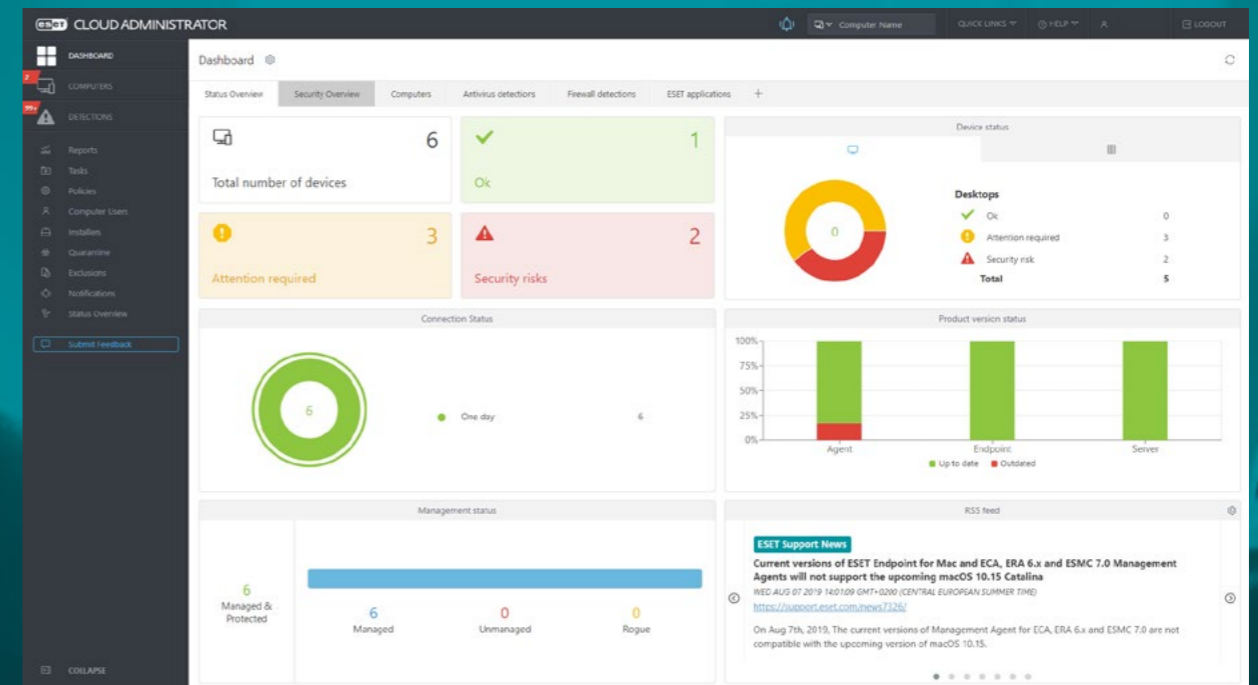 eset CLOUD ADMINISTRATOR
Computer Name
QUICK LINKS
HELP
LOGOUT
DASHBOARD
2
COMPUTERS
99+
DETECTIONS
Reports
Tasks
Policies
Computer Users
Installers
Quarantine
Exclusions
Notifications
Status Overview
Submit Feedback
COLLAPSE
Dashboard
Status Overview
Security Overview
Computers
Antivirus detections
Firewall detections
ESET applications
+
6
Total number of devices
1
Ok
3
Attention required
2
Security risks
Device status
0
Desktops
Ok 0
Attention required 3
Security risk 2
Total 5
Connection Status
6
One day 6
Product version status
100%
75%
50%
25%
0%
Agent Endpoint Server
Up to date Outdated
Management status
6
Managed &
Protected
6 0 0
Managed Unmanaged Rogue
RSS feed
ESET Support News
Current versions of ESET Endpoint for Mac and ECA, ERA 6.x and ESMC 7.0 Management
Agents will not support the upcoming macOS 10.15 Catalina
WED AUG 07 2019 14:01:09 GMT+0200 (CENTRAL EUROPEAN SUMMER TIME)
https://support.eset.com/news7326/
On Aug 7th, 2019, The current versions of Management Agent for ECA, ERA 6.x and ESMC 7.0 are not
compatible with the upcoming version of macOS 10.15.